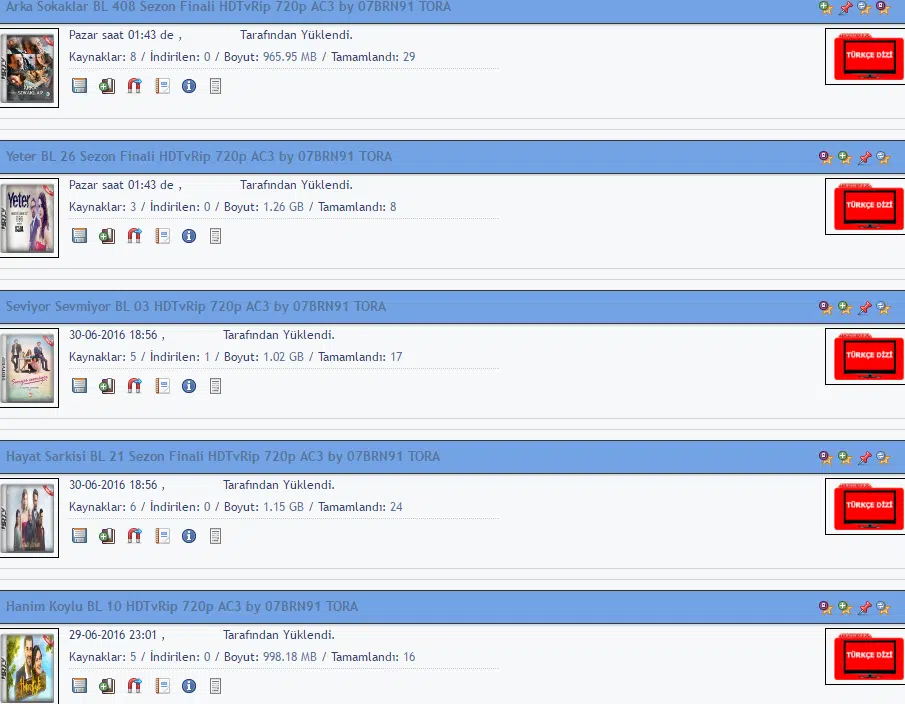 Arka Sokaklar BL 408 Sezon Finali HDTvRip 720p AC3 by 07BRN91 TORA
Pazar saat 01:43 de , Tarafından Yüklendi.
Kaynaklar: 8 / İndirilen: 0 / Boyut: 965.95 MB / Tamamlandı: 29
TÜRKÇE DİZİ
Yeter BL 26 Sezon Finali HDTvRip 720p AC3 by 07BRN91 TORA
Pazar saat 01:43 de , Tarafından Yüklendi.
Kaynaklar: 3 / İndirilen: 0 / Boyut: 1.26 GB / Tamamlandı: 8
Yeter
TÜRKÇE DİZİ
Seviyor Sevmiyor BL 03 HDTvRip 720p AC3 by 07BRN91 TORA
30-06-2016 18:56 , Tarafından Yüklendi.
Kaynaklar: 5 / İndirilen: 1 / Boyut: 1.02 GB / Tamamlandı: 17
TÜRKÇE DİZİ
Hayat Sarkisi BL 21 Sezon Finali HDTvRip 720p AC3 by 07BRN91 TORA
30-06-2016 18:56 , Tarafından Yüklendi.
Kaynaklar: 6 / İndirilen: 0 / Boyut: 1.15 GB / Tamamlandı: 24
TÜRKÇE DİZİ
Hanim Koylu BL 10 HDTvRip 720p AC3 by 07BRN91 TORA
29-06-2016 23:01 , Tarafından Yüklendi.
Kaynaklar: 5 / İndirilen: 0 / Boyut: 998.18 MB / Tamamlandı: 16
TÜRKÇE DİZİ